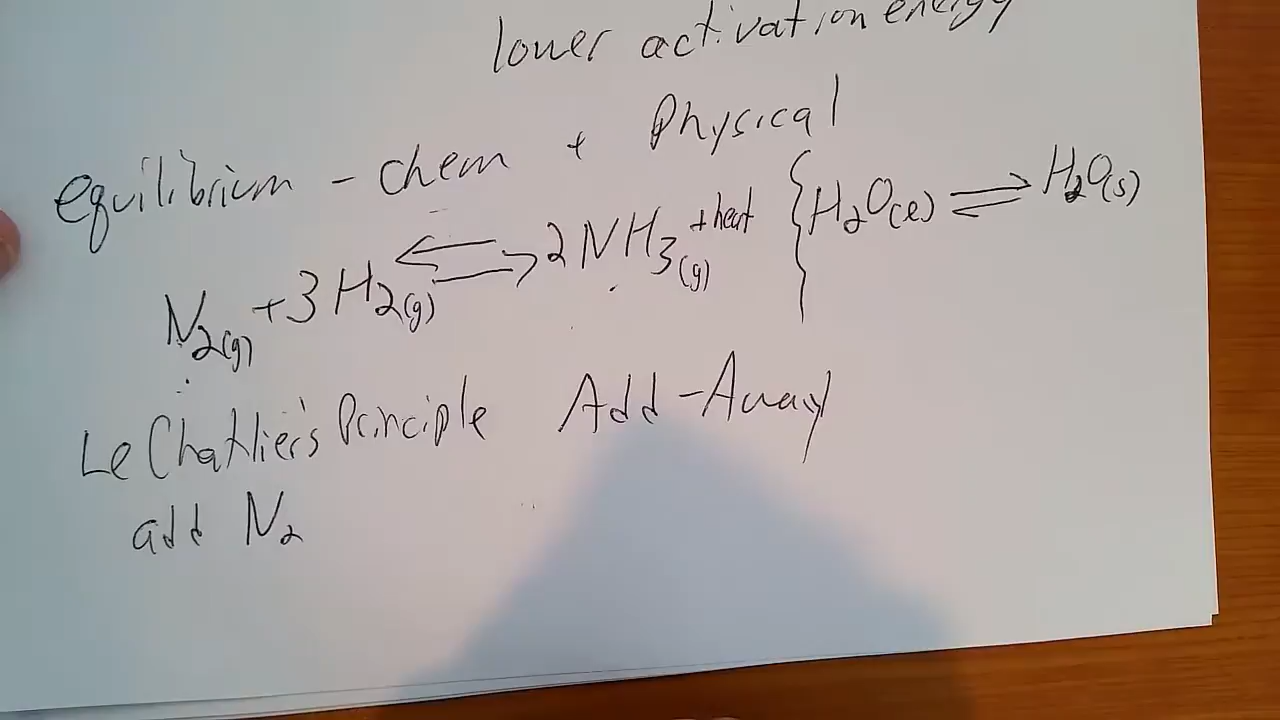 lower activation energy
equilibrium - chem + Physical
N₂(g) + 3H₂(g) ⇌ 2NH₃(g) + heat { H₂O(l) ⇌ H₂O(s)
Le Chatlier's Principle Add - Away
add N₂